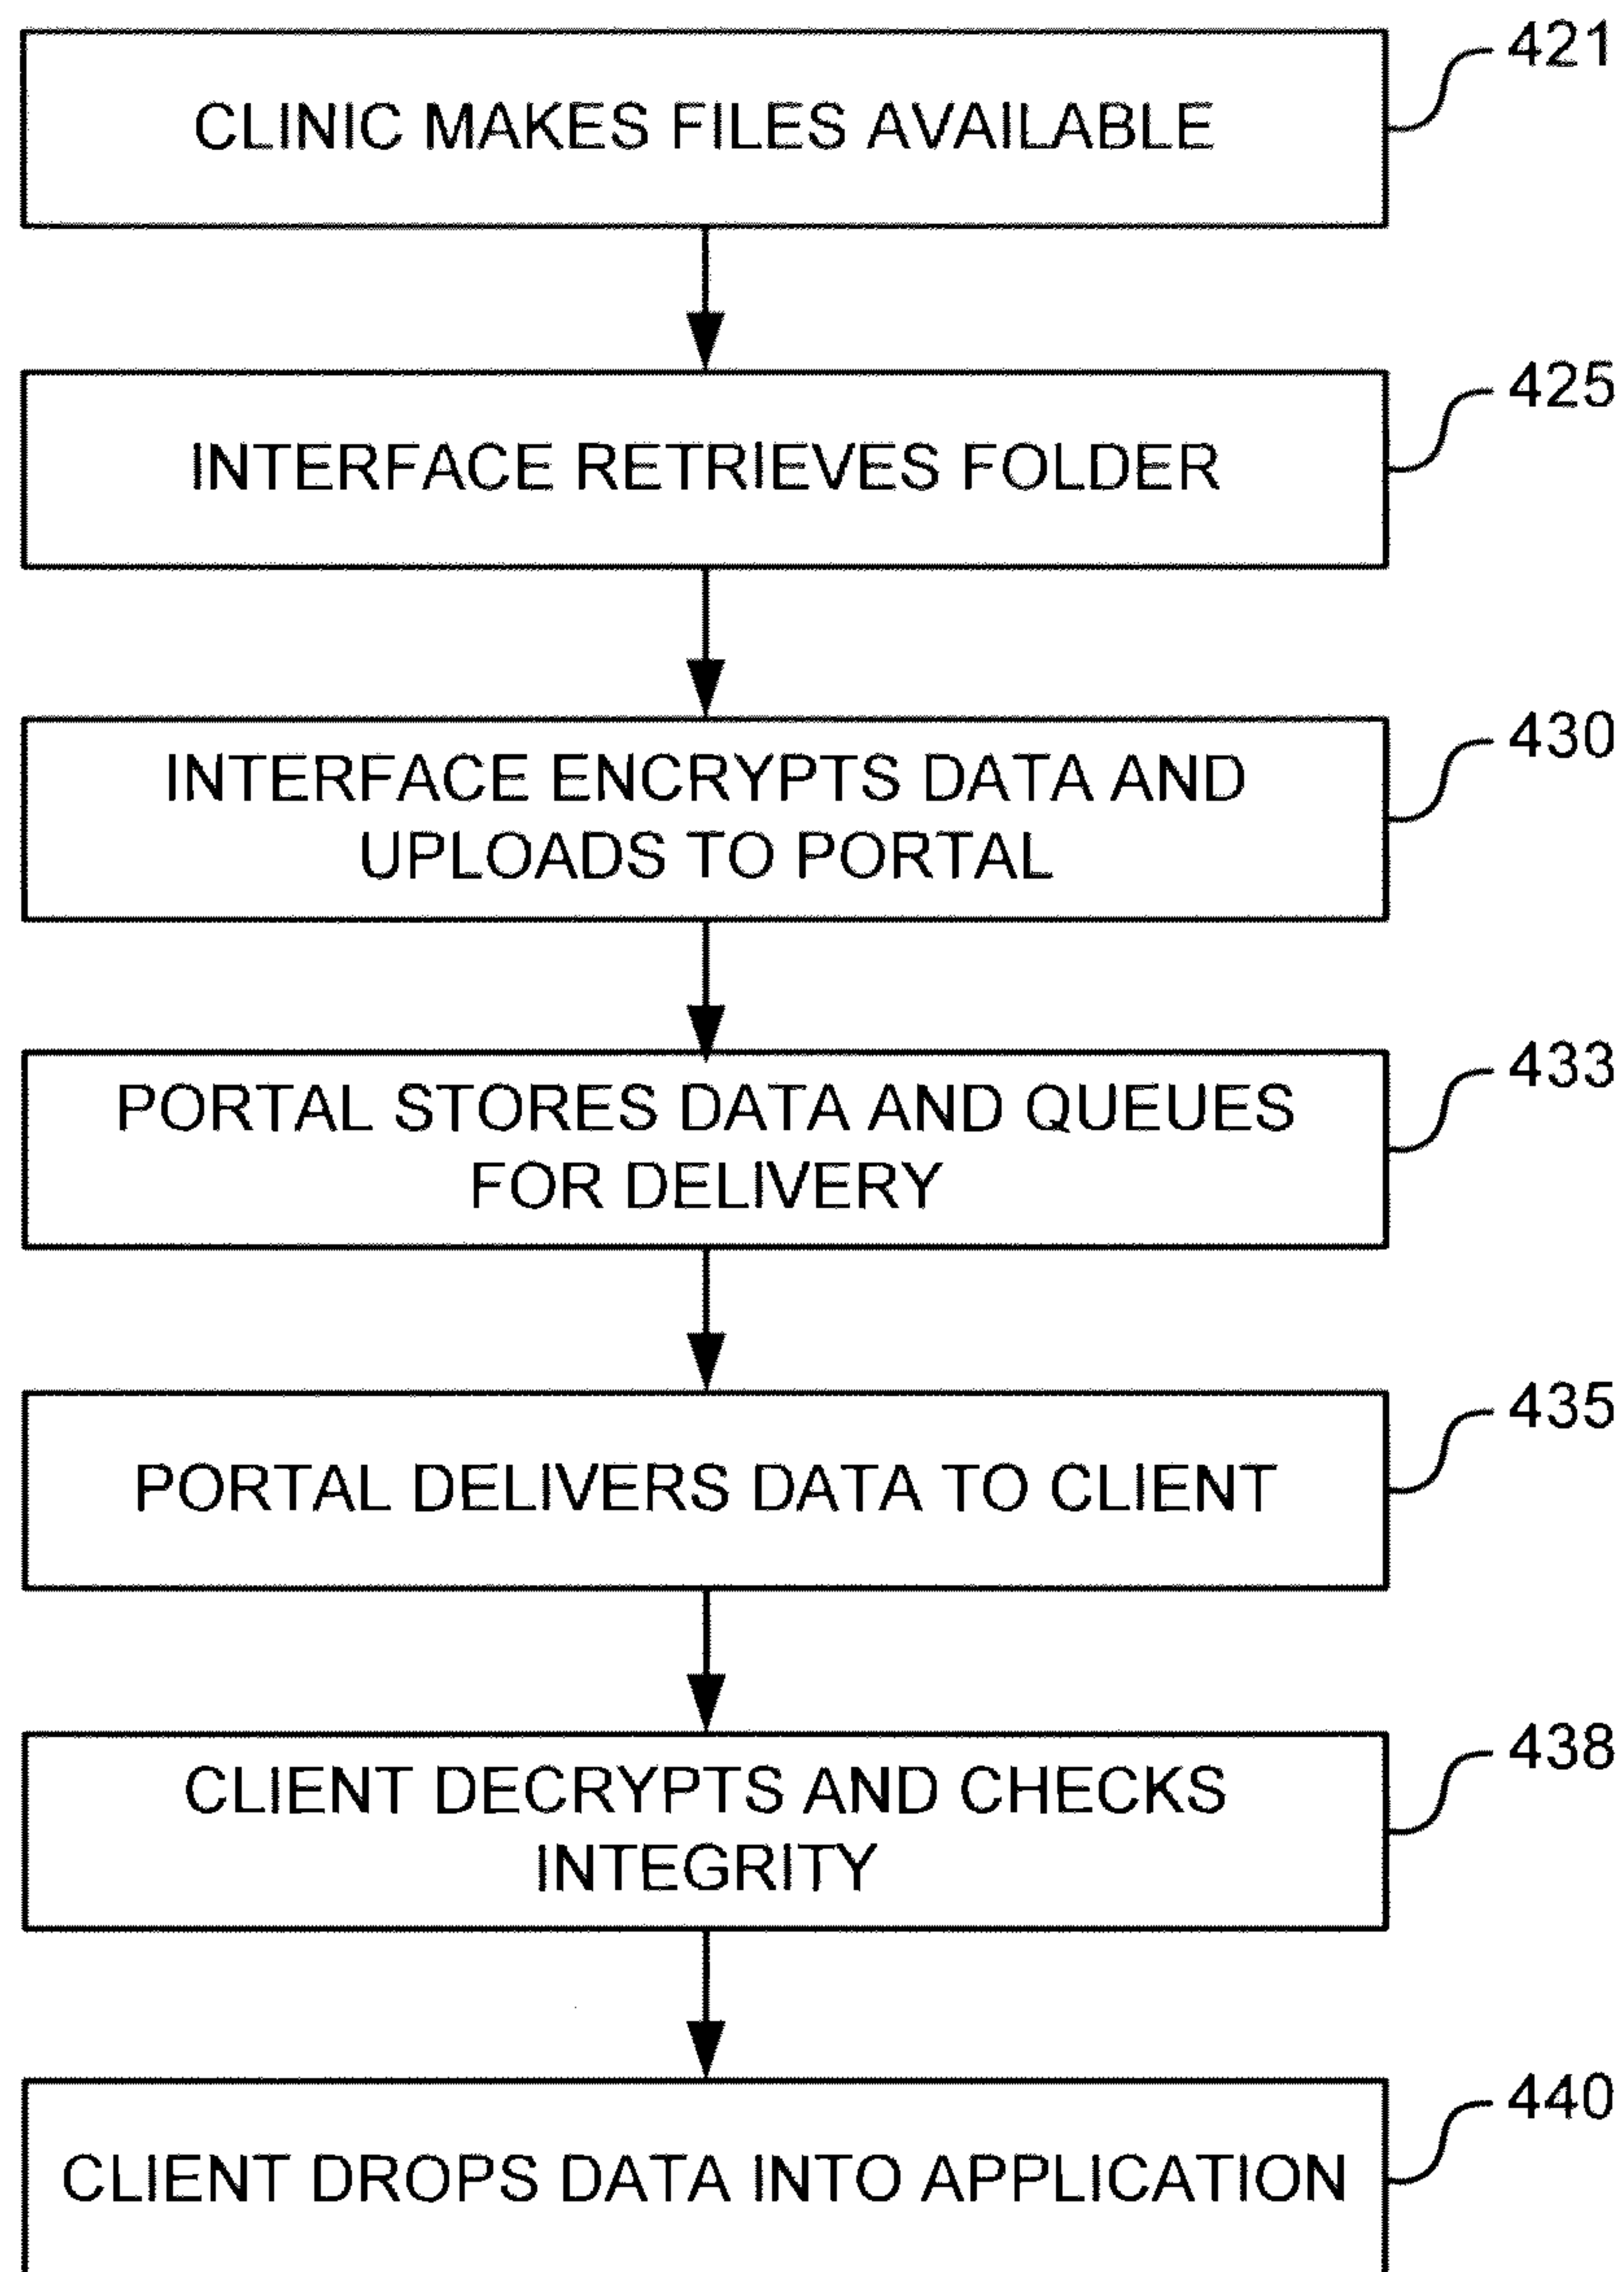 421
CLINIC MAKES FILES AVAILABLE
425
INTERFACE RETRIEVES FOLDER
430
INTERFACE ENCRYPTS DATA AND
UPLOADS TO PORTAL
433
PORTAL STORES DATA AND QUEUES
FOR DELIVERY
435
PORTAL DELIVERS DATA TO CLIENT
438
CLIENT DECRYPTS AND CHECKS
INTEGRITY
440
CLIENT DROPS DATA INTO APPLICATION